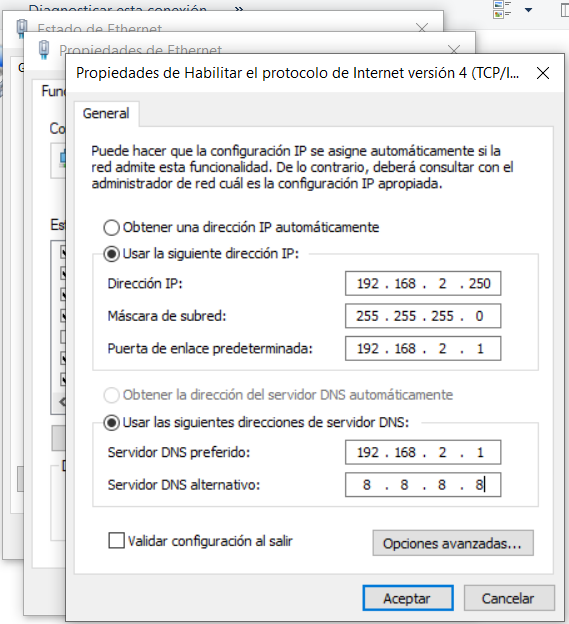 Diagnosticar esta conexión
»
Estado de Ethernet
Propiedades de Ethernet
Propiedades de Habilitar el protocolo de Internet versión 4 (TCP/I...
General
Puede hacer que la configuración IP se asigne automáticamente si la
red admite esta funcionalidad. De lo contrario, deberá consultar con el
administrador de red cuál es la configuración IP apropiada.
Obtener una dirección IP automáticamente
Usar la siguiente dirección IP:
Dirección IP: 192 . 168 . 2 . 250
Máscara de subred: 255 . 255 . 255 . 0
Puerta de enlace predeterminada: 192 . 168 . 2 . 1
Obtener la dirección del servidor DNS automáticamente
Usar las siguientes direcciones de servidor DNS:
Servidor DNS preferido: 192 . 168 . 2 . 1
Servidor DNS alternativo: 8 . 8 . 8 . 8
Validar configuración al salir
Opciones avanzadas...
Aceptar
Cancelar